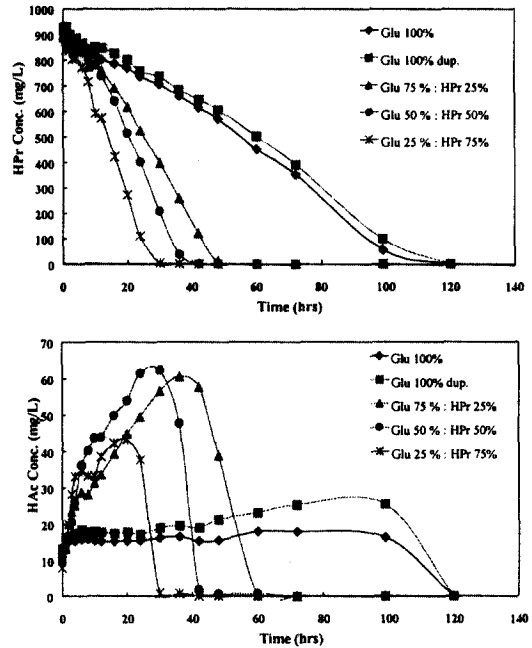 1000
900
800
700
600
500
400
300
200
100
0
HPr Conc. (mg/L)
Glu 100%
Glu 100% dup.
Glu 75 % : HPr 25%
Glu 50 % : HPr 50%
Glu 25 % : HPr 75%
0 20 40 60 80 100 120 140
Time (hrs)
70
60
50
40
30
20
10
0
HAc Conc. (mg/L)
Glu 100%
Glu 100% dup.
Glu 75 % : HPr 25%
Glu 50 % : HPr 50%
Glu 25 % : HPr 75%
0 20 40 60 80 100 120 140
Time (hrs)